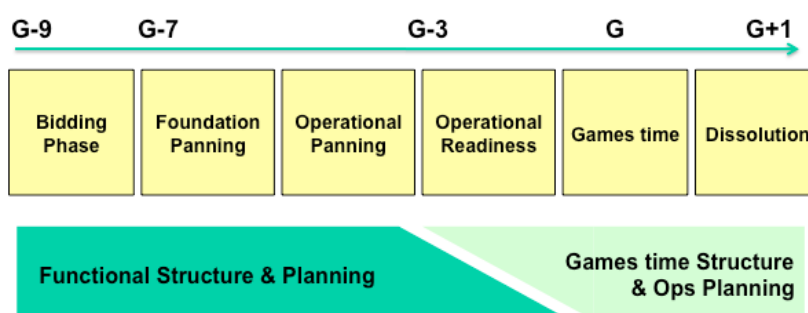 G-9 G-7 G-3 G G+1
Bidding
Phase
Foundation
Panning
Operational
Panning
Operational
Readiness
Games time
Dissolution
Functional Structure & Planning
Games time Structure
& Ops Planning